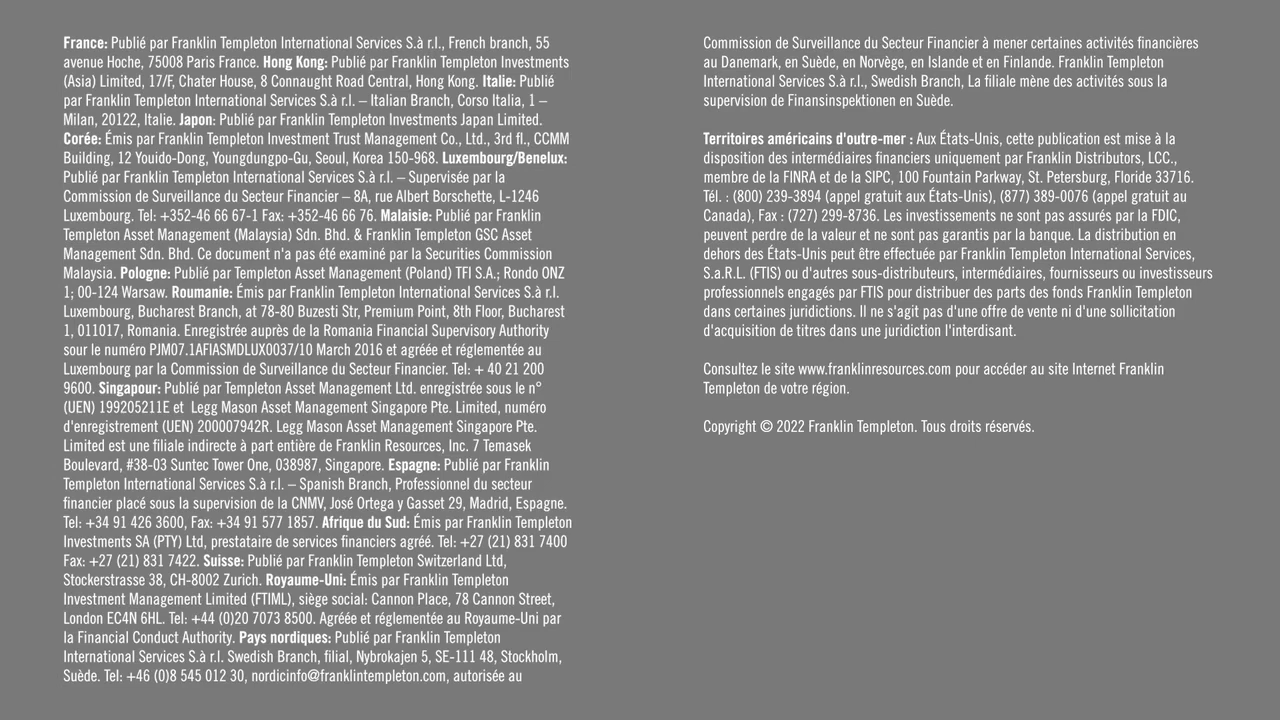 France: Publié par Franklin Templeton International Services S.à r.l., French branch, 55
avenue Hoche, 75008 Paris France. Hong Kong: Publié par Franklin Templeton Investments
(Asia) Limited, 17/F, Chater House, 8 Connaught Road Central, Hong Kong. Italie: Publié
par Franklin Templeton International Services S.à r.l. – Italian Branch, Corso Italia, 1 –
Milan, 20122, Italie. Japon: Publié par Franklin Templeton Investments Japan Limited.
Corée: Émis par Franklin Templeton Investment Trust Management Co., Ltd., 3rd fl., CCMM
Building, 12 Youido-Dong, Youngdungpo-Gu, Seoul, Korea 150-968. Luxembourg/Benelux:
Publié par Franklin Templeton International Services S.à r.l. – Supervisée par la
Commission de Surveillance du Secteur Financier – 8A, rue Albert Borschette, L-1246
Luxembourg. Tel: +352-46 66 67-1 Fax: +352-46 66 76. Malaisie: Publié par Franklin
Templeton Asset Management (Malaysia) Sdn. Bhd. & Franklin Templeton GSC Asset
Management Sdn. Bhd. Ce document n'a pas été examiné par la Securities Commission
Malaysia. Pologne: Publié par Templeton Asset Management (Poland) TFI S.A.; Rondo ONZ
1; 00-124 Warsaw. Roumanie: Émis par Franklin Templeton International Services S.à r.l.
Luxembourg, Bucharest Branch, at 78-80 Buzesti Str, Premium Point, 8th Floor, Bucharest
1, 011017, Romania. Enregistrée auprès de la Romania Financial Supervisory Authority
sour le numéro PJM07.1AFIASMDLUX0037/10 March 2016 et agréée et réglementée au
Luxembourg par la Commission de Surveillance du Secteur Financier. Tel: + 40 21 200
9600. Singapour: Publié par Templeton Asset Management Ltd. enregistrée sous le n°
(UEN) 199205211E et Legg Mason Asset Management Singapore Pte. Limited, numéro
d'enregistrement (UEN) 200007942R. Legg Mason Asset Management Singapore Pte.
Limited est une filiale indirecte à part entière de Franklin Resources, Inc. 7 Temasek
Boulevard, #38-03 Suntec Tower One, 038987, Singapore. Espagne: Publié par Franklin
Templeton International Services S.à r.l. – Spanish Branch, Professionnel du secteur
financier placé sous la supervision de la CNMV, José Ortega y Gasset 29, Madrid, Espagne.
Tel: +34 91 426 3600, Fax: +34 91 577 1857. Afrique du Sud: Émis par Franklin Templeton
Investments SA (PTY) Ltd, prestataire de services financiers agréé. Tel: +27 (21) 831 7400
Fax: +27 (21) 831 7422. Suisse: Publié par Franklin Templeton Switzerland Ltd,
Stockerstrasse 38, CH-8002 Zurich. Royaume-Uni: Émis par Franklin Templeton
Investment Management Limited (FTIML), siège social: Cannon Place, 78 Cannon Street,
London EC4N 6HL. Tel: +44 (0)20 7073 8500. Agréée et réglementée au Royaume-Uni par
la Financial Conduct Authority. Pays nordiques: Publié par Franklin Templeton
International Services S.à r.l. Swedish Branch, filial, Nybrokajen 5, SE-111 48, Stockholm,
Suède. Tel: +46 (0)8 545 012 30, nordicinfo@franklintempleton.com, autorisée au
Commission de Surveillance du Secteur Financier à mener certaines activités financières
au Danemark, en Suède, en Norvège, en Islande et en Finlande. Franklin Templeton
International Services S.à r.l., Swedish Branch, La filiale mène des activités sous la
supervision de Finansinspektionen en Suède.
Territoires américains d'outre-mer : Aux États-Unis, cette publication est mise à la
disposition des intermédiaires financiers uniquement par Franklin Distributors, LCC.,
membre de la FINRA et de la SIPC, 100 Fountain Parkway, St. Petersburg, Floride 33716.
Tél. : (800) 239-3894 (appel gratuit aux États-Unis), (877) 389-0076 (appel gratuit au
Canada), Fax : (727) 299-8736. Les investissements ne sont pas assurés par la FDIC,
peuvent perdre de la valeur et ne sont pas garantis par la banque. La distribution en
dehors des États-Unis peut être effectuée par Franklin Templeton International Services,
S.a.R.L. (FTIS) ou d'autres sous-distributeurs, intermédiaires, fournisseurs ou investisseurs
professionnels engagés par FTIS pour distribuer des parts des fonds Franklin Templeton
dans certaines juridictions. Il ne s'agit pas d'une offre de vente ni d'une sollicitation
d'acquisition de titres dans une juridiction l'interdisant.
Consultez le site www.franklinresources.com pour accéder au site Internet Franklin
Templeton de votre région.
Copyright © 2022 Franklin Templeton. Tous droits réservés.